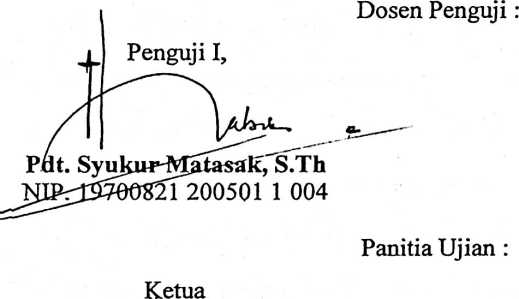 Dosen Penguji :
Penguji I,
Pdt. Syukur Matasak, S.Th
NIP. 19700821 200501 1 004
Panitia Ujian :
Ketua